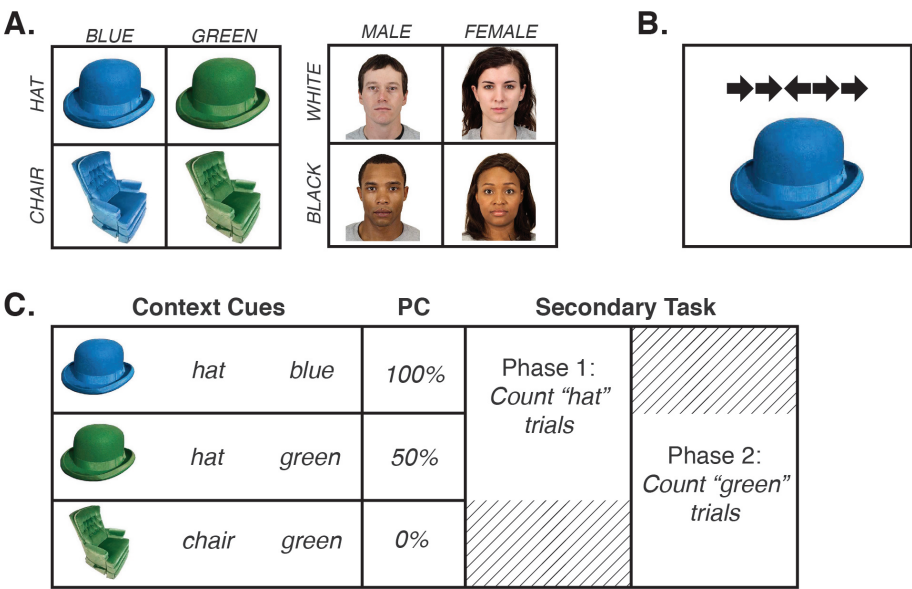 A.
BLUE GREEN
HAT
CHAIR
MALE FEMALE
WHITE
BLACK
B.
C.
Context Cues PC Secondary Task
hat blue 100%
hat green 50%
chair green 0%
Phase 1:
Count “hat”
trials
Phase 2:
Count “green”
trials